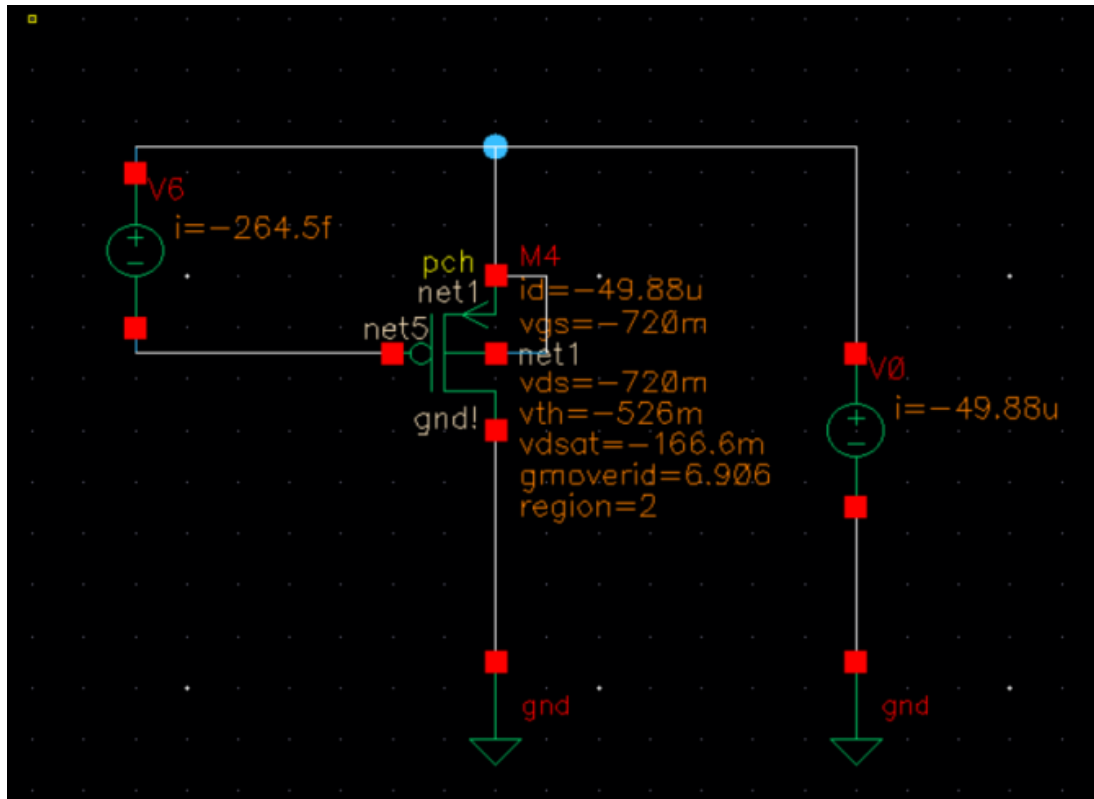 V6
i=-264.5f
pch
M4
net1
id=-49.88u
net5
vgs=-720m
net1
V0
vds=-720m
i=-49.88u
gnd!
vth=-526m
vdsat=-166.6m
gmoverid=6.906
region=2
gnd
gnd